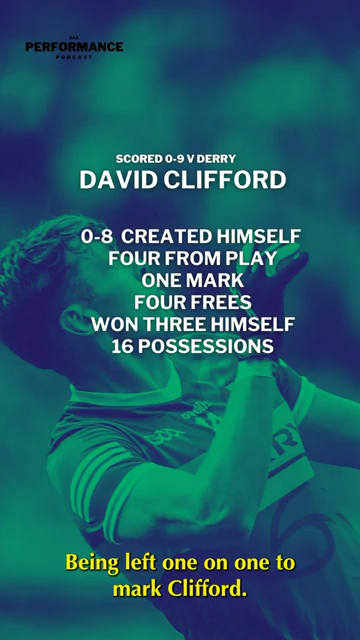 GAA
PERFORMANCE
PODCAST
SCORED 0-9 V DERRY
DAVID CLIFFORD
0-8 CREATED HIMSELF
FOUR FROM PLAY
ONE MARK
FOUR FREES
WON THREE HIMSELF
16 POSSESSIONS
Being left one on one to
mark Clifford.